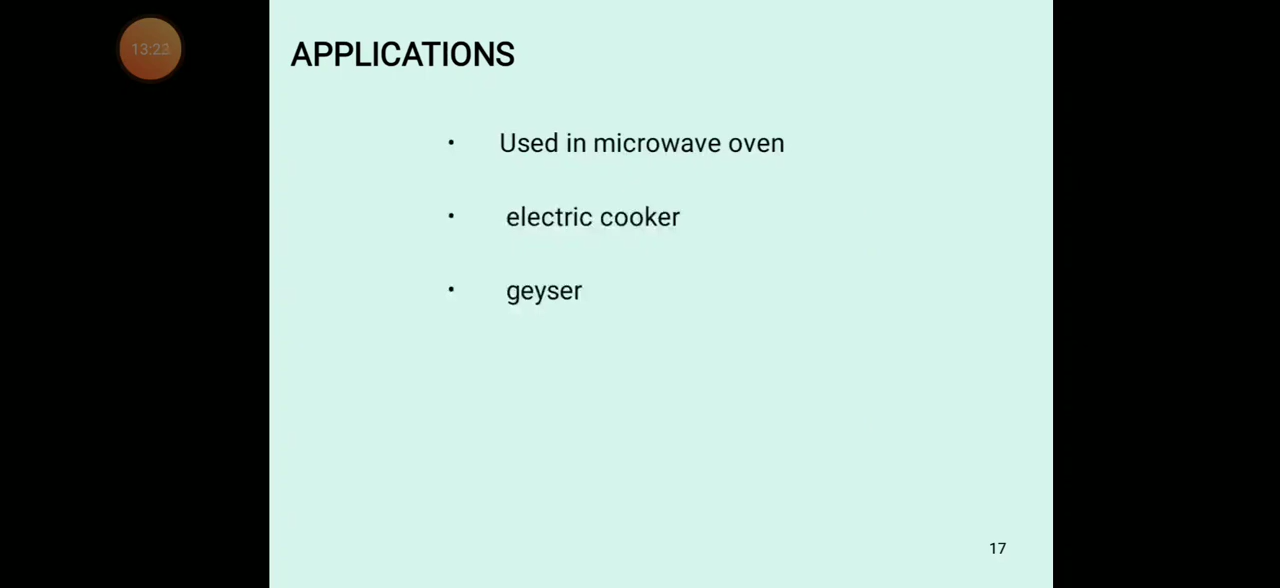 13:22
APPLICATIONS
• Used in microwave oven
• electric cooker
• geyser
17